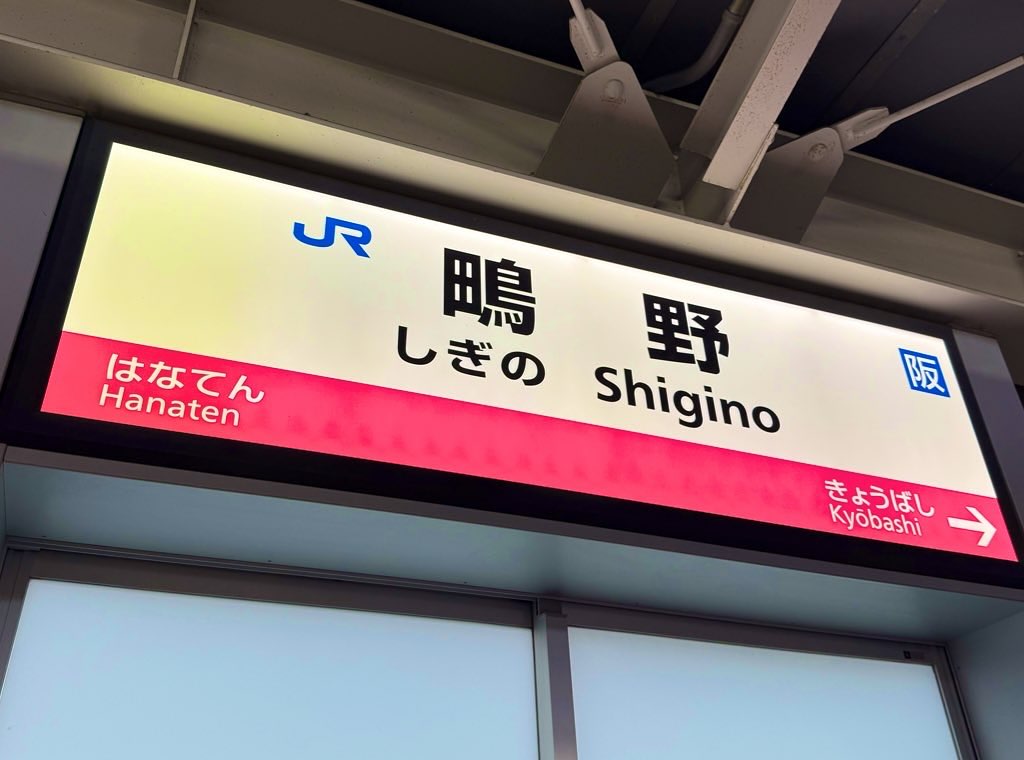 JR
鴫野
しぎの Shigino
阪
はなてん
Hanaten
きょうばし
Kyōbashi